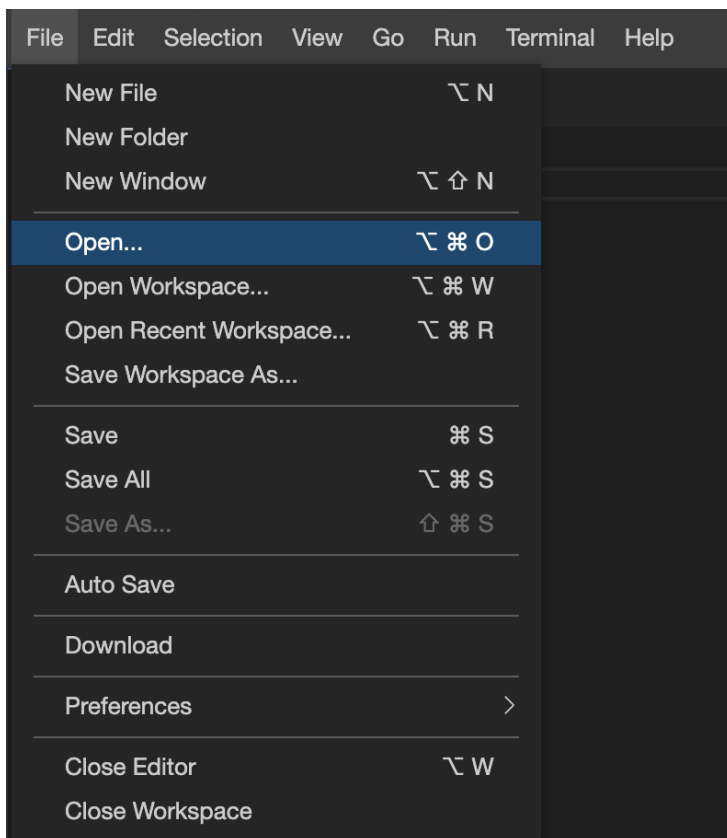 File Edit Selection View Go Run Terminal Help
New File ⌥ N
New Folder
New Window ⌥ ⇧ N
Open... ⌥ ⌘ O
Open Workspace... ⌥ ⌘ W
Open Recent Workspace... ⌥ ⌘ R
Save Workspace As...
Save ⌘ S
Save All ⌥ ⌘ S
Save As... ⇧ ⌘ S
Auto Save
Download
Preferences
Close Editor ⌥ W
Close Workspace